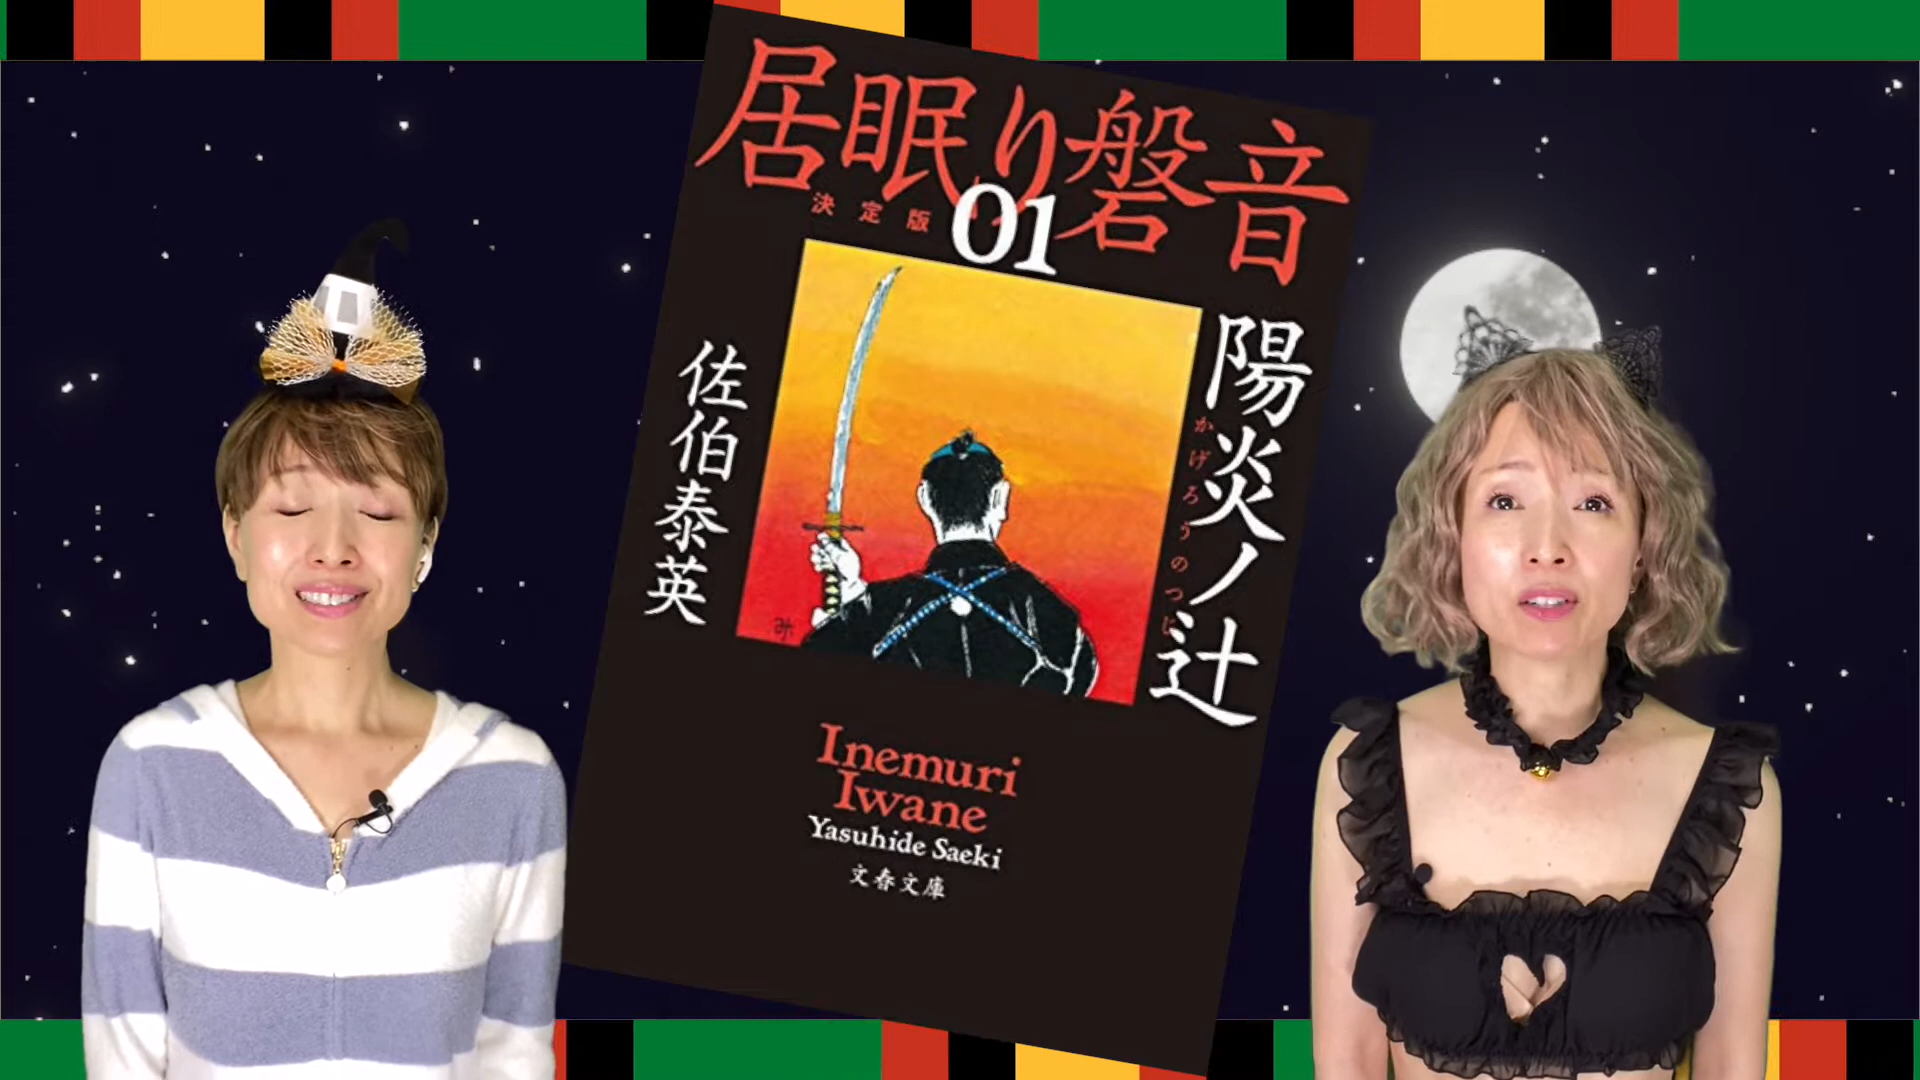 居眠り磐音
決定版
01
陽炎ノ辻
かげろうのつじ
佐伯泰英
み
Inemuri
Iwane
Yasuhide Saeki
文春文庫